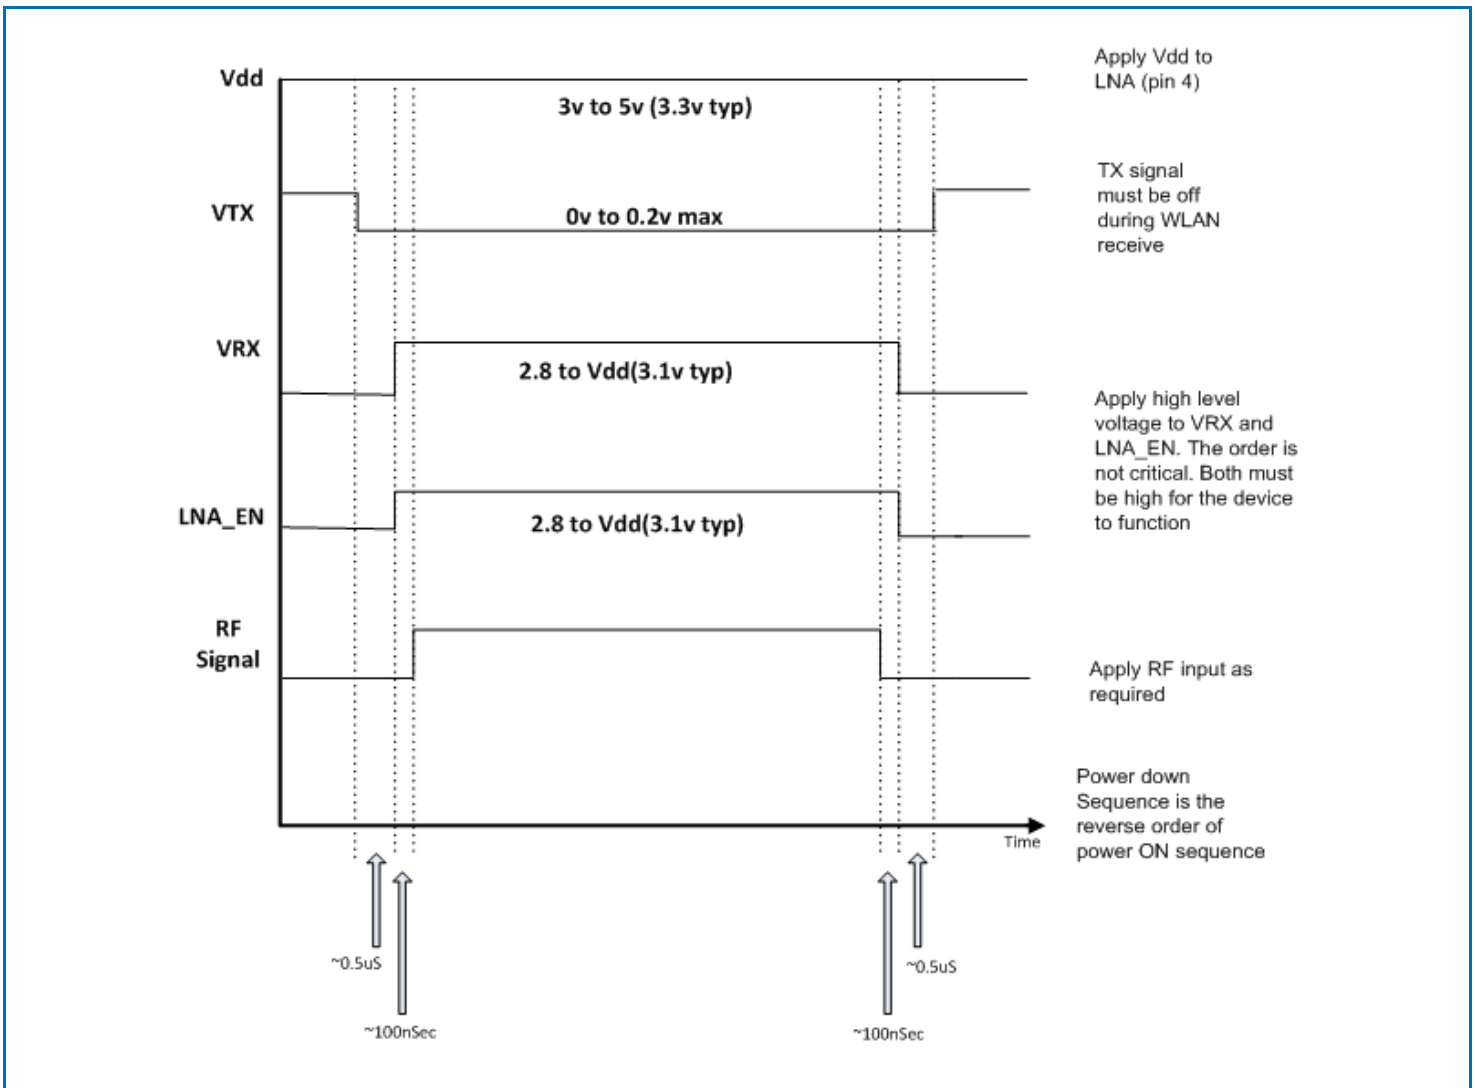 Vdd
3v to 5v (3.3v typ)
Apply Vdd to
LNA (pin 4)
VTX
0v to 0.2v max
TX signal
must be off
during WLAN
receive
VRX
2.8 to Vdd(3.1v typ)
Apply high level
voltage to VRX and
LNA_EN. The order is
not critical. Both must
be high for the device
to function
LNA_EN
2.8 to Vdd(3.1v typ)
RF
Signal
Apply RF input as
required
Power down
Sequence is the
reverse order of
power ON sequence
Time
~0.5uS
~0.5uS
~100nSec
~100nSec